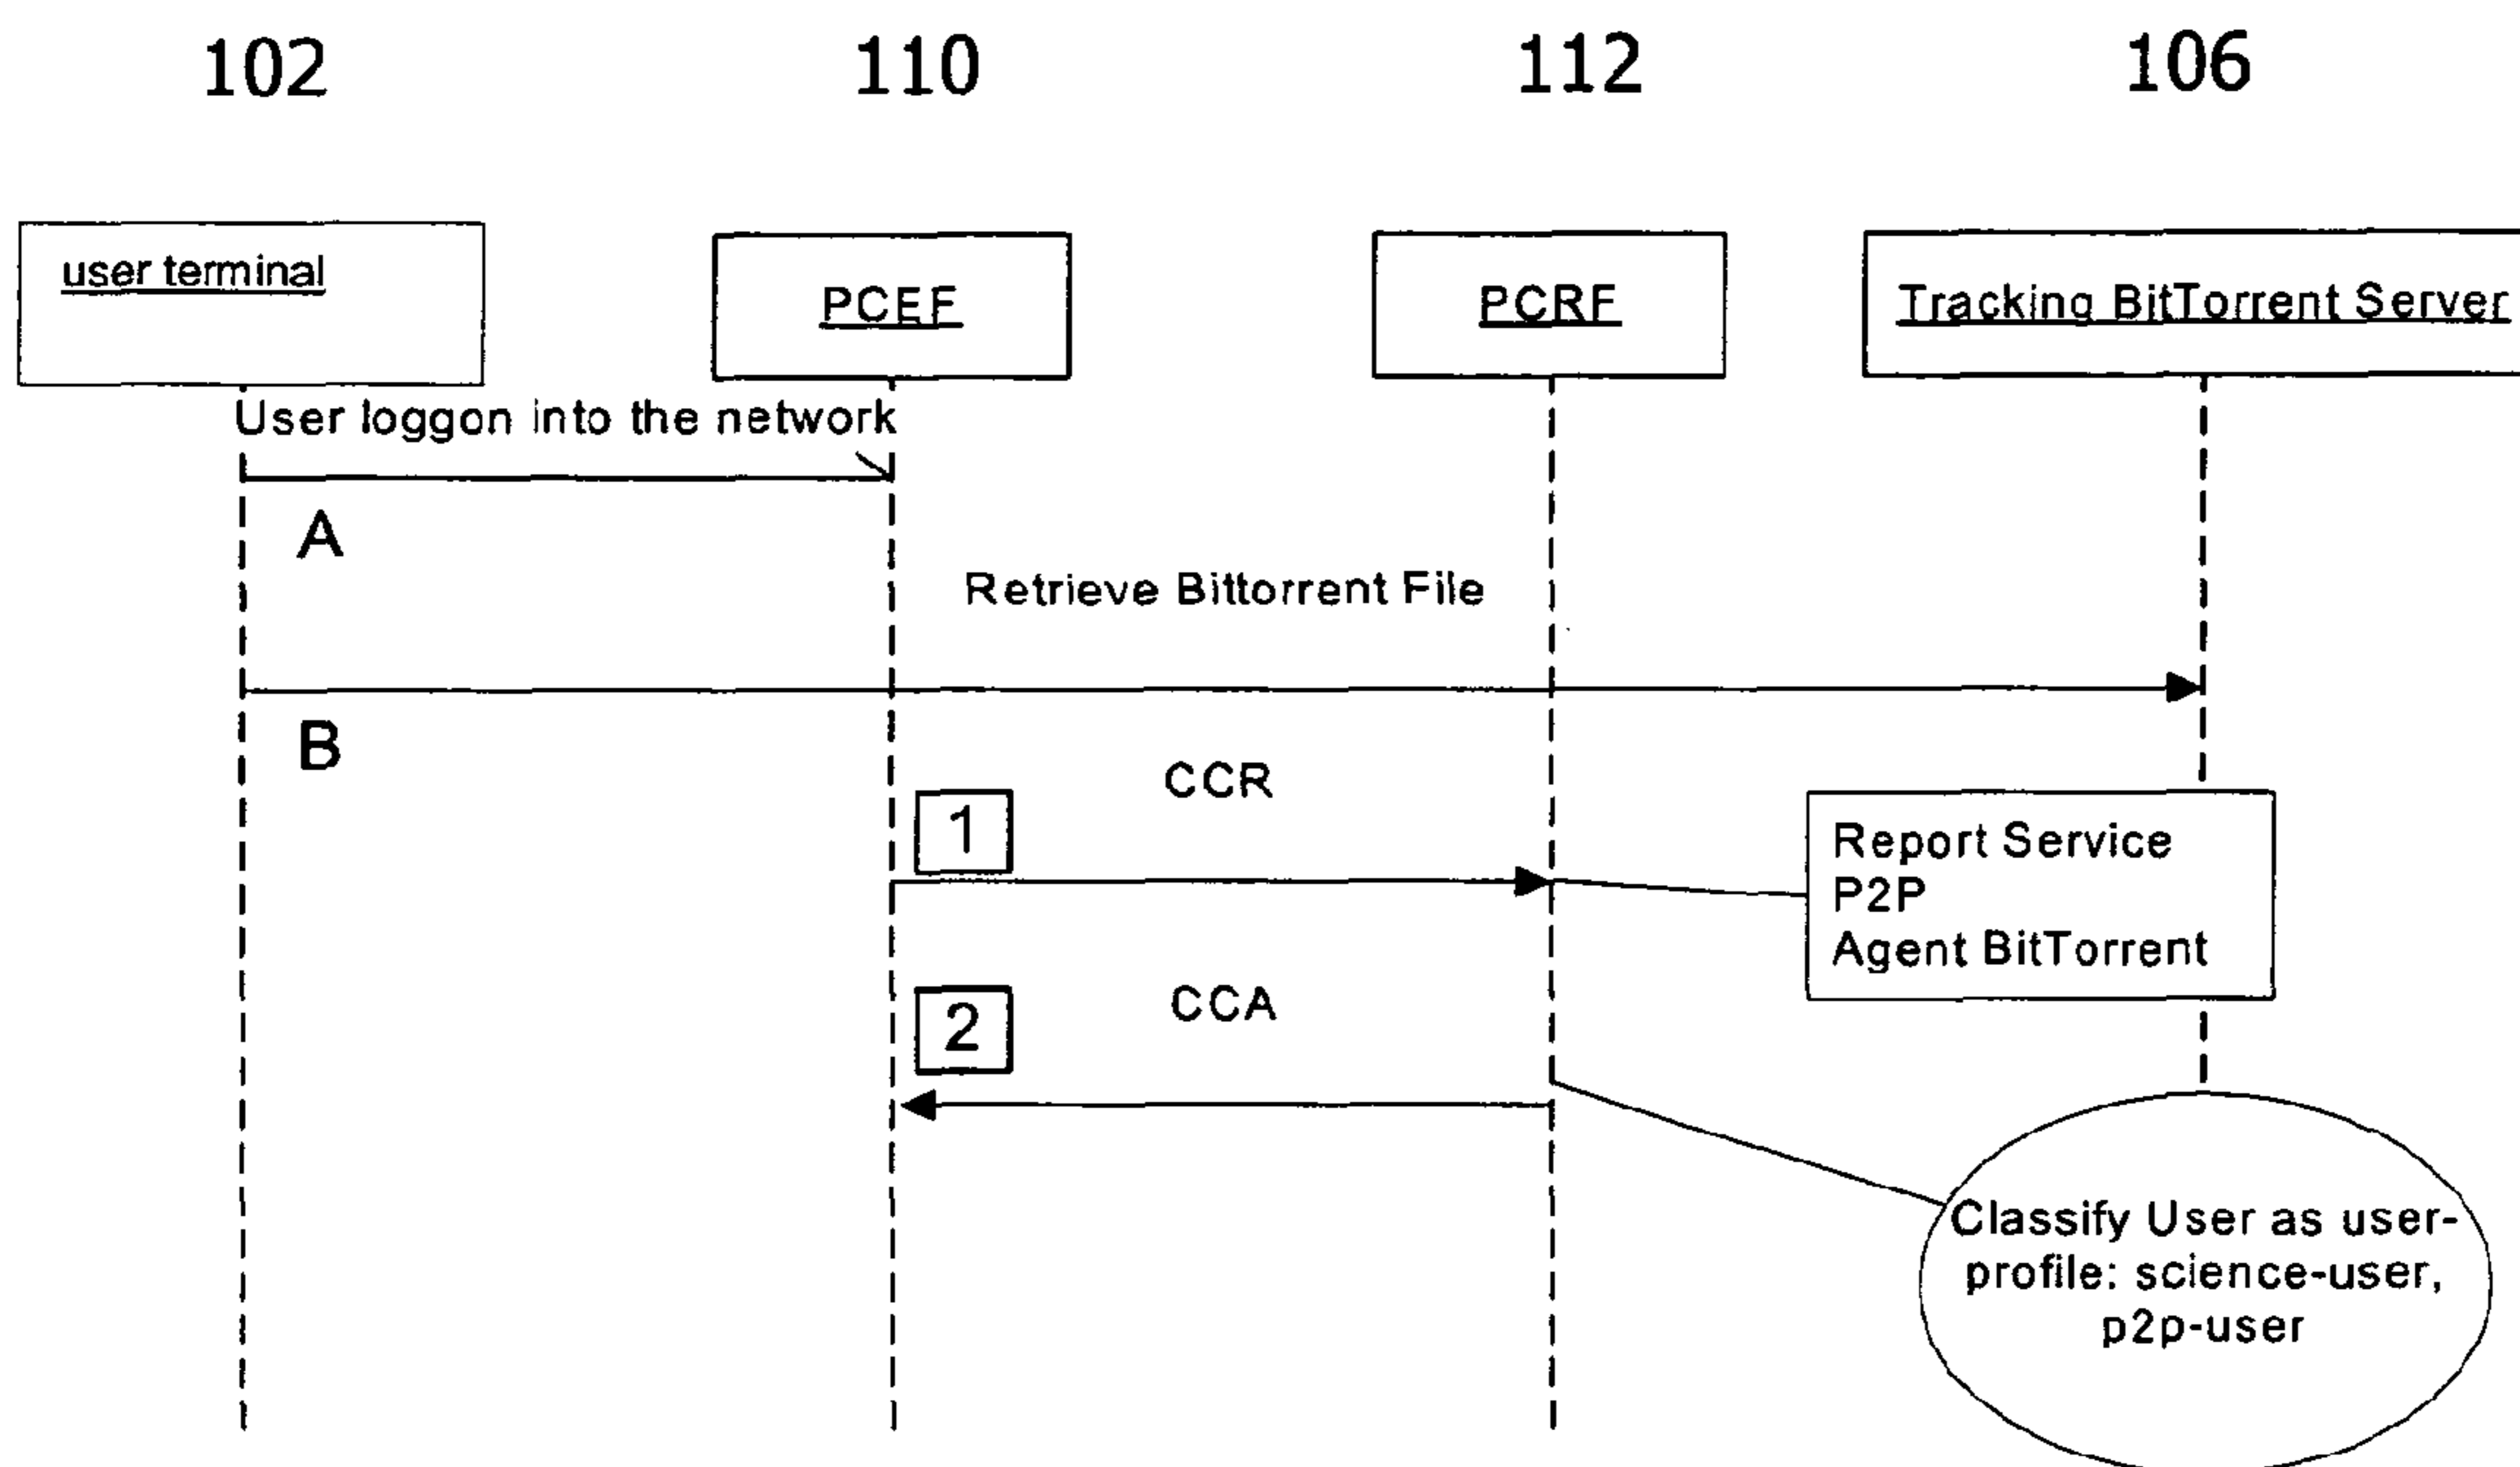 102
110
112
106
user terminal
PCEF
PCRF
Tracking BitTorrent Server
User loggon into the network
A
Retrieve Bittorrent File
B
CCR
1
Report Service
P2P
Agent BitTorrent
CCA
2
Classify User as user-
profile: science-user,
p2p-user